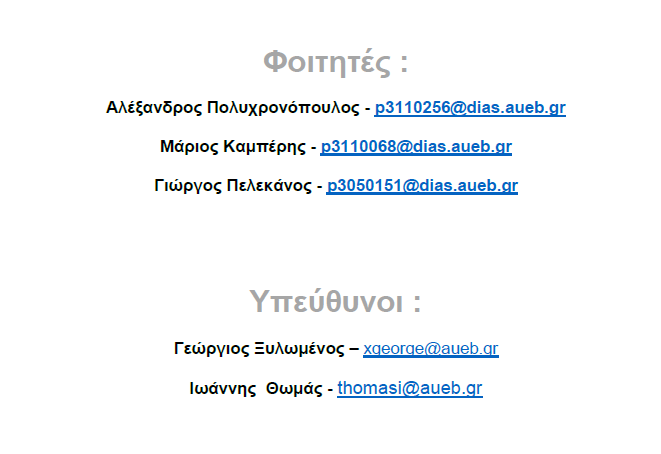 Φοιτητές :
Αλέξανδρος Πολυχρονόπουλος - p3110256@dias.aueb.gr
Μάριος Καμπέρης - p3110068@dias.aueb.gr
Γιώργος Πελεκάνος - p3050151@dias.aueb.gr
Υπεύθυνοι :
Γεώργιος Ξυλωμένος – xgeorge@aueb.gr
Ιωάννης  Θωμάς - thomasi@aueb.gr